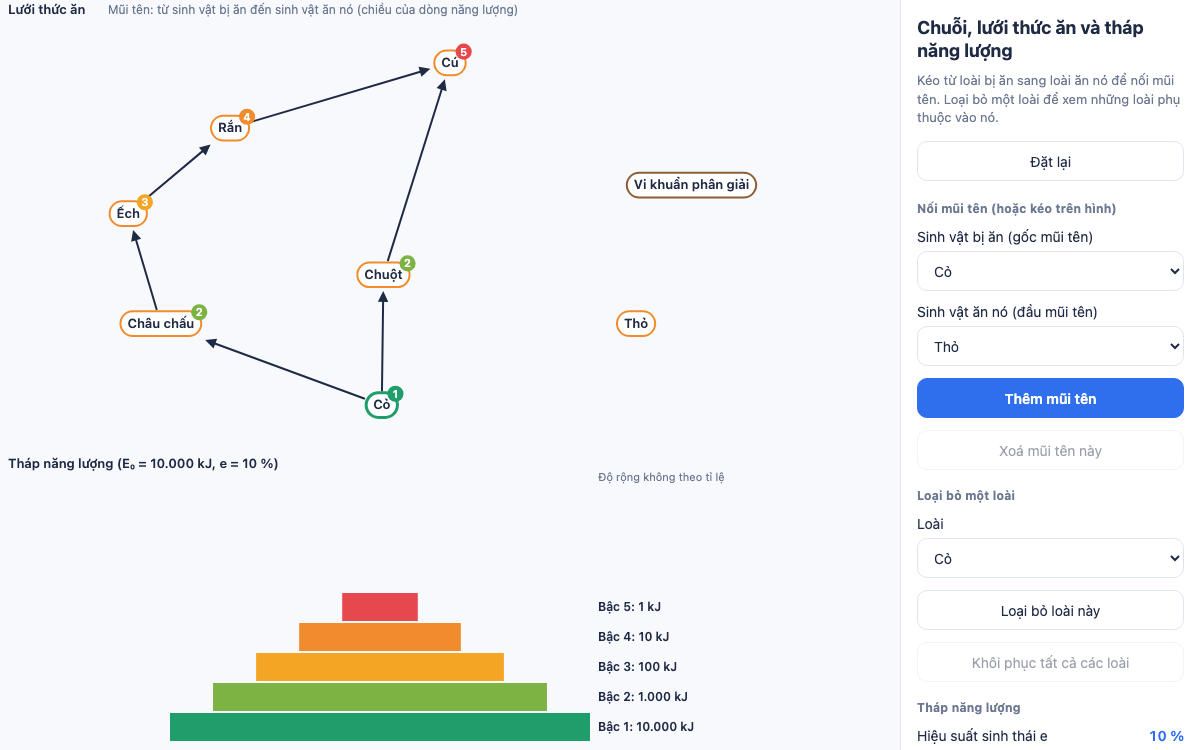 Lưới thức ăn
Mũi tên: từ sinh vật bị ăn đến sinh vật ăn nó (chiều của dòng năng lượng)
Cú
5
Rắn
4
Vi khuẩn phân giải
Ếch
3
Chuột
2
Châu chấu
2
Thỏ
Cỏ
1
Tháp năng lượng (E₀ = 10.000 kJ, e = 10 %)
Độ rộng không theo tỉ lệ
Bậc 5: 1 kJ
Bậc 4: 10 kJ
Bậc 3: 100 kJ
Bậc 2: 1.000 kJ
Bậc 1: 10.000 kJ
Chuỗi, lưới thức ăn và tháp
năng lượng
Kéo từ loài bị ăn sang loài ăn nó để nối mũi
tên. Loại bỏ một loài để xem những loài phụ
thuộc vào nó.
Đặt lại
Nối mũi tên (hoặc kéo trên hình)
Sinh vật bị ăn (gốc mũi tên)
Cỏ
Sinh vật ăn nó (đầu mũi tên)
Thỏ
Thêm mũi tên
Xoá mũi tên này
Loại bỏ một loài
Loài
Cỏ
Loại bỏ loài này
Khôi phục tất cả các loài
Tháp năng lượng
Hiệu suất sinh thái e
10 %